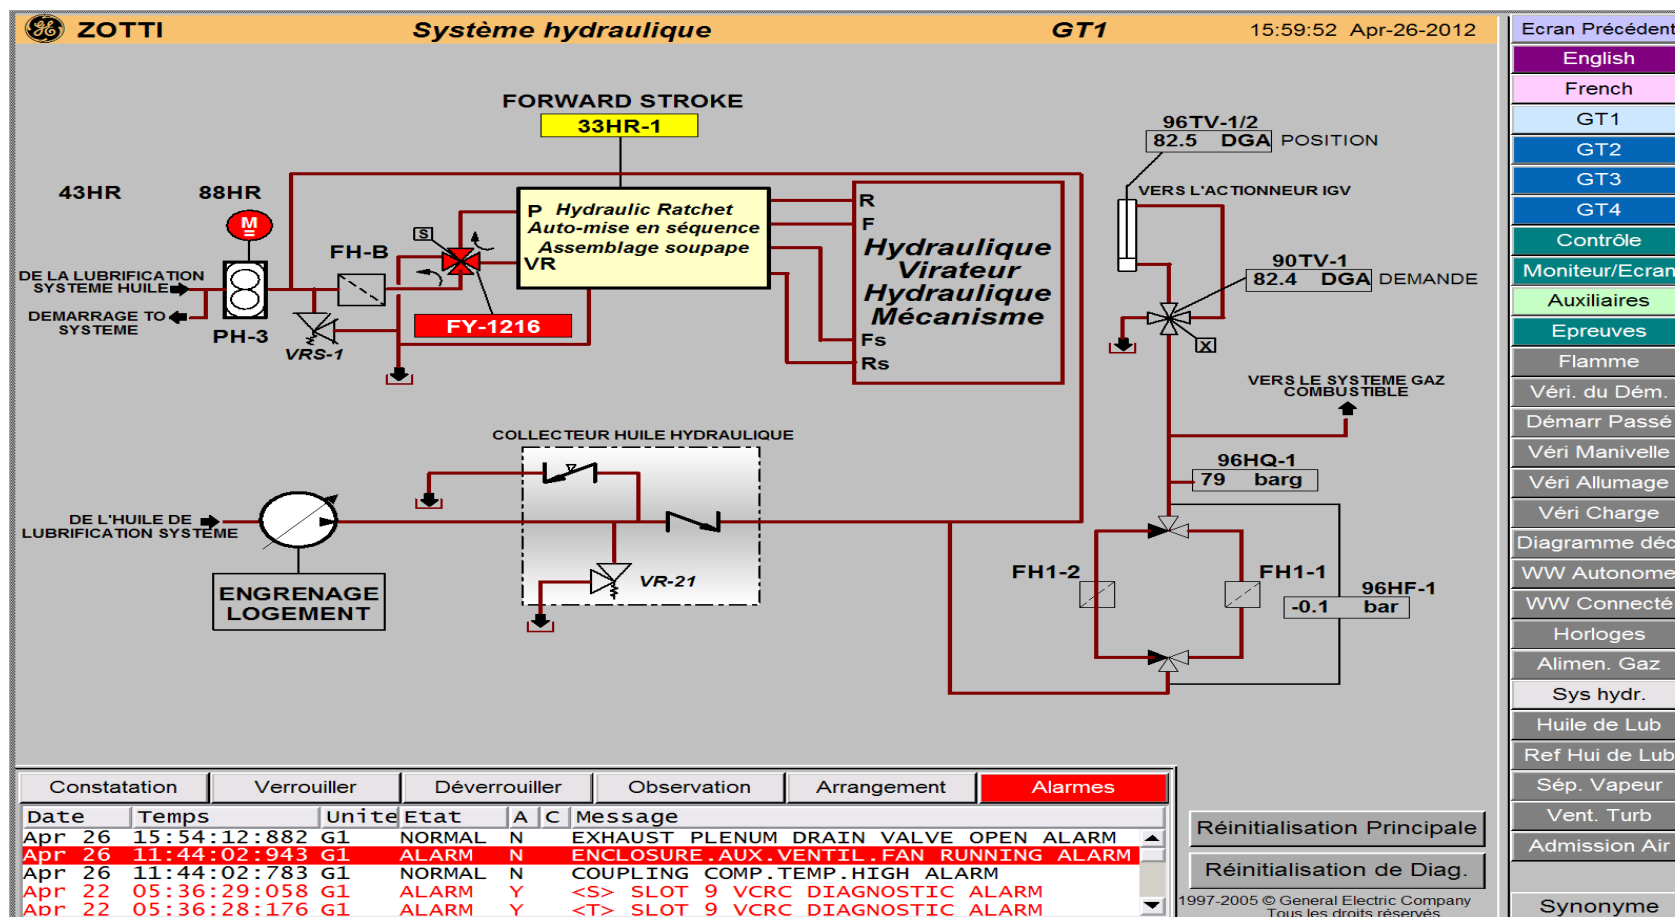 ZOTTI
Système hydraulique
GT1
15:59:52 Apr-26-2012
FORWARD STROKE
33HR-1
43HR
88HR
M
FH-B
S
P Hydraulic Ratchet
Auto-mise en séquence
Assemblage soupape
VR
R
F
Hydraulique
Virateur
Hydraulique
Mécanisme
Fs
Rs
DE LA LUBRIFICATION
SYSTEME HUILE
DEMARRAGE TO
SYSTEME
PH-3
VRS-1
FY-1216
96TV-1/2
82.5 DGA POSITION
VERS L'ACTIONNEUR IGV
90TV-1
82.4 DGA DEMANDE
X
VERS LE SYSTEME GAZ
COMBUSTIBLE
COLLECTEUR HUILE HYDRAULIQUE
96HQ-1
79 barg
DE L'HUILE DE
LUBRIFICATION SYSTEME
VR-21
ENGRENAGE
LOGEMENT
FH1-2
FH1-1
96HF-1
-0.1 bar
Constatation
Verrouiller
Déverrouiller
Observation
Arrangement
Alarmes
Date Temps Unite Etat A C Message
Apr 26 15:54:12:882 G1 NORMAL N EXHAUST PLENUM DRAIN VALVE OPEN ALARM
Apr 26 11:44:02:943 G1 ALARM N ENCLOSURE.AUX.VENTIL.FAN RUNNING ALARM
Apr 26 11:44:02:783 G1 NORMAL N COUPLING COMP.TEMP.HIGH ALARM
Apr 22 05:36:29:058 G1 ALARM Y <S> SLOT 9 VCRC DIAGNOSTIC ALARM
Apr 22 05:36:28:176 G1 ALARM Y <T> SLOT 9 VCRC DIAGNOSTIC ALARM
Réinitialisation Principale
Réinitialisation de Diag.
1997-2005 © General Electric Company
Tous les droits réservés
Ecran Précédent
English
French
GT1
GT2
GT3
GT4
Contrôle
Moniteur/Ecran
Auxiliaires
Epreuves
Flamme
Véri. du Dém.
Démarr Passé
Véri Manivelle
Véri Allumage
Véri Charge
Diagramme déc
WW Autonome
WW Connecté
Horloges
Alimen. Gaz
Sys hydr.
Huile de Lub
Ref Hui de Lub
Sép. Vapeur
Vent. Turb
Admission Air
Synonyme